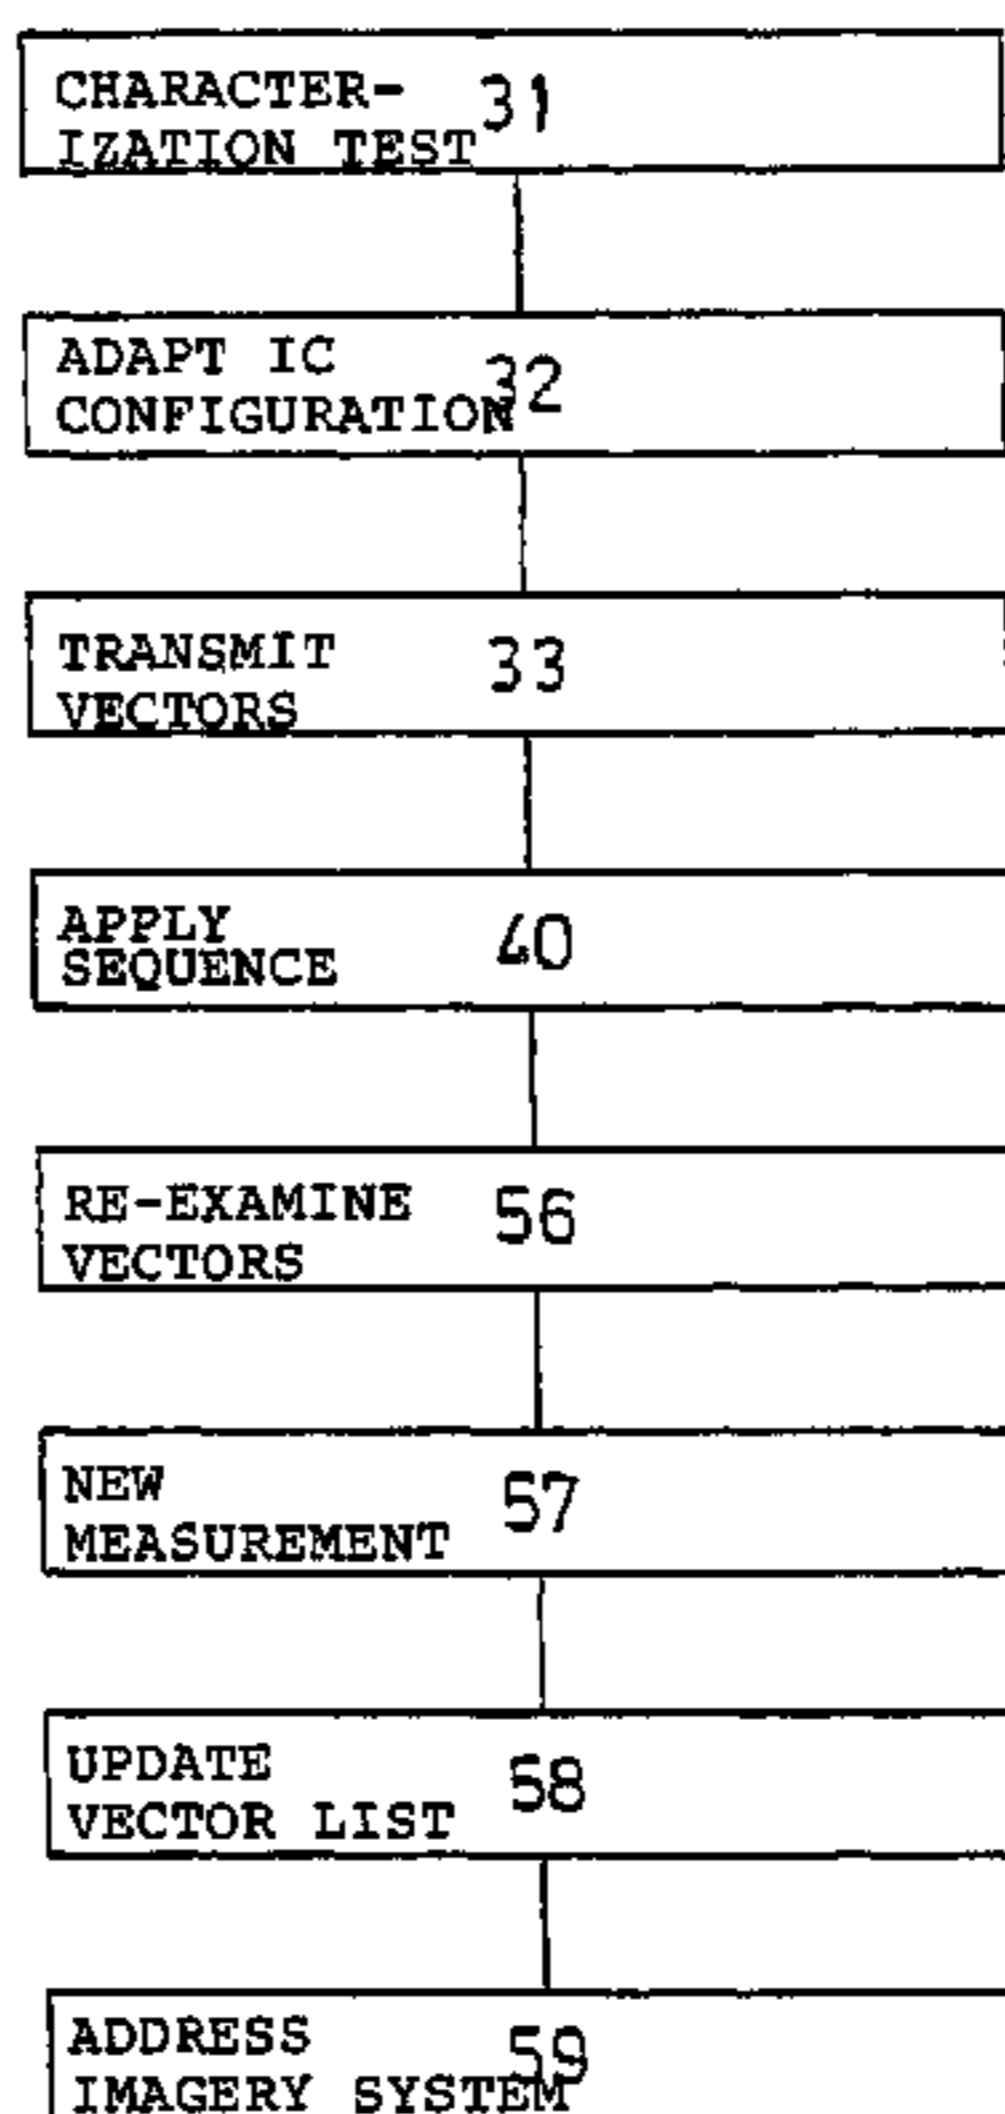 CHARACTER- 31
IZATION TEST
ADAPT IC 32
CONFIGURATION
TRANSMIT 33
VECTORS
APPLY 40
SEQUENCE
RE-EXAMINE 56
VECTORS
NEW 57
MEASUREMENT
UPDATE 58
VECTOR LIST
ADDRESS 59
IMAGERY SYSTEM